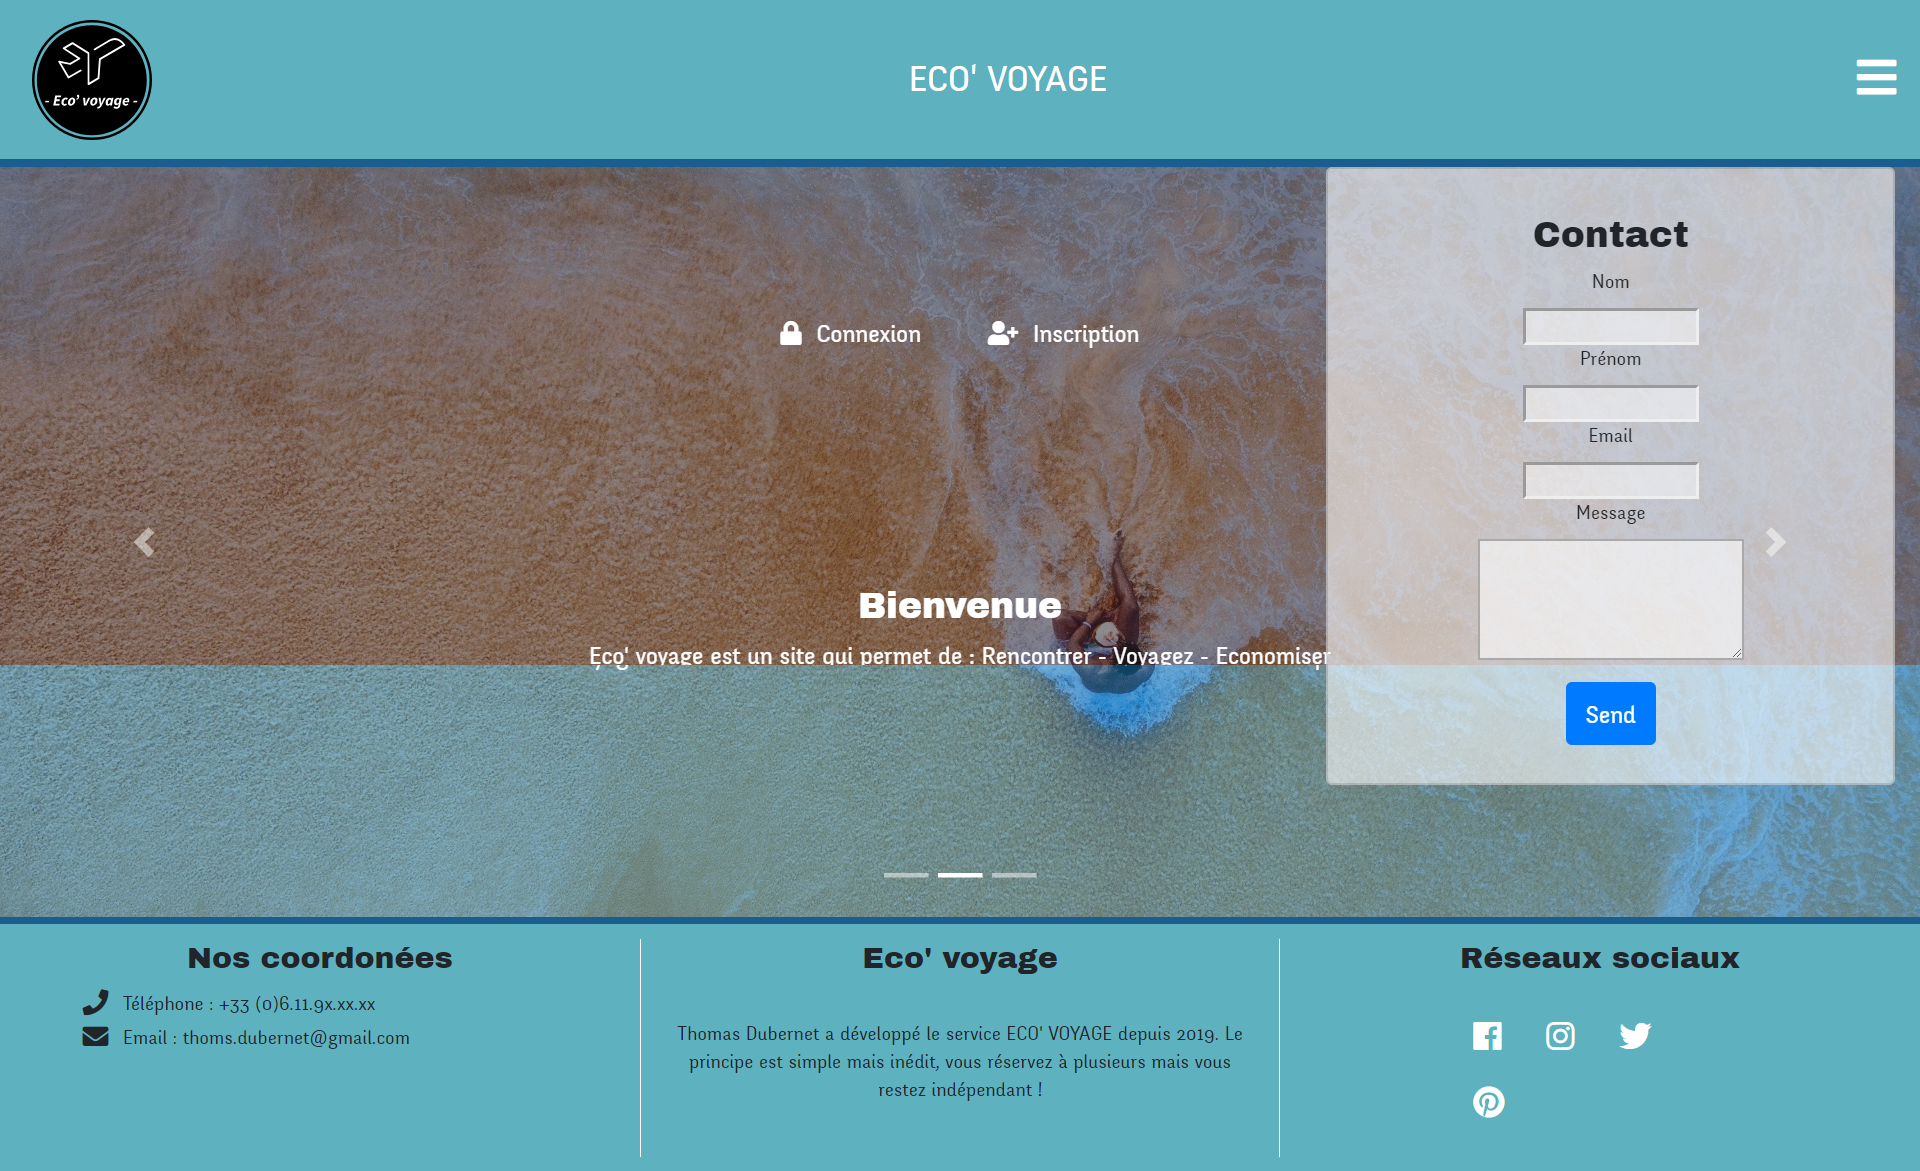 - Eco' voyage -
ECO' VOYAGE
Connexion
Inscription
Contact
Nom
Prénom
Email
Message
Send
Bienvenue
Eco' voyage est un site qui permet de : Rencontrer - Voyagez - Economiser
Nos coordonées
Téléphone : +33 (0)6.11.9x.xx.xx
Email : thoms.dubernet@gmail.com
Eco' voyage
Thomas Dubernet a développé le service ECO' VOYAGE depuis 2019. Le
principe est simple mais inédit, vous réservez à plusieurs mais vous
restez indépendant !
Réseaux sociaux